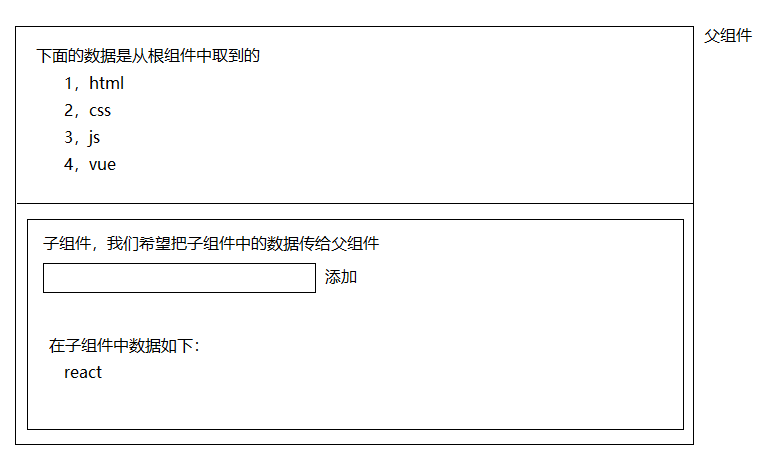 父组件
下面的数据是从根组件中取到的
1，html
2，css
3，js
4，vue
子组件，我们希望把子组件中的数据传给父组件
添加
在子组件中数据如下：
react